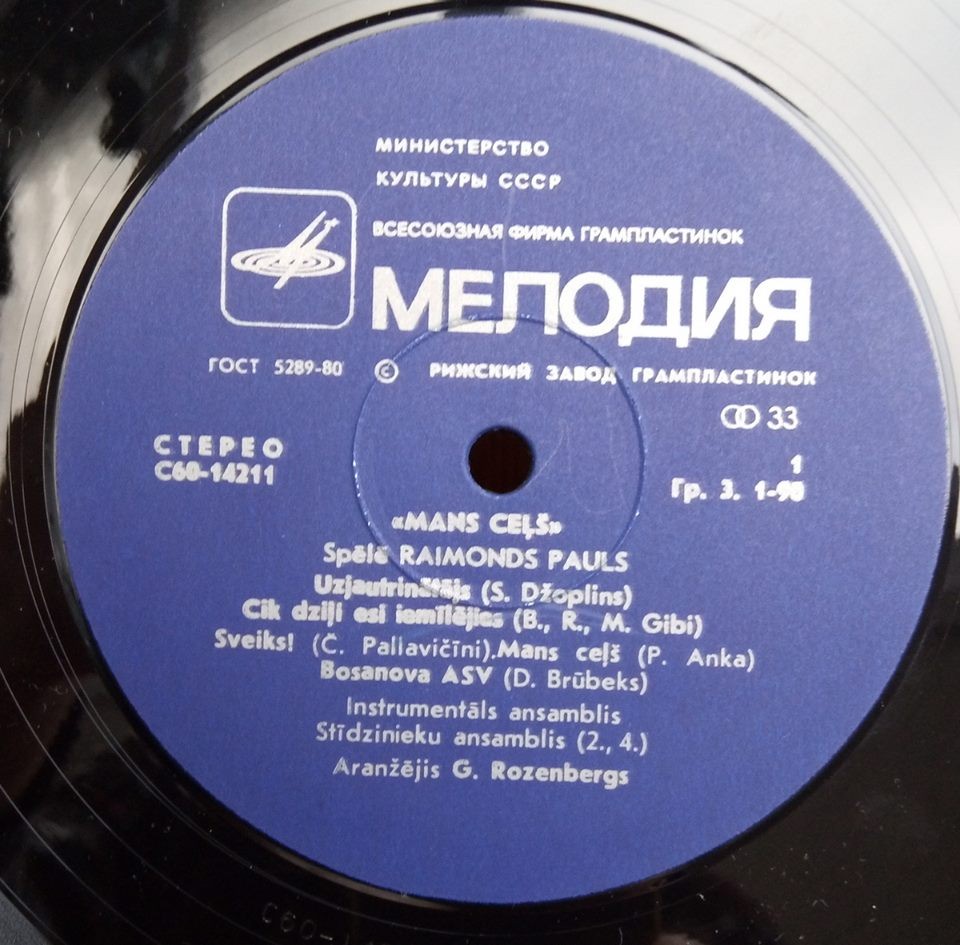 МИНИСТЕРСТВО
КУЛЬТУРЫ СССР
ВСЕСОЮЗНАЯ ФИРМА ГРАМПЛАСТИНОК
МЕЛОДИЯ
ГОСТ 5289-80 © РИЖСКИЙ ЗАВОД ГРАМПЛАСТИНОК
33
СТЕРЕО
1
С60-14211
Гр. 3. 1-90
«MANS CEĻŠ»
Spēlē RAIMONDS PAULS
Uzjautrinātājs (S. Džoplins)
Cik dziļi esi iemīlējies (B., R., M. Gibi)
Sveiks! (Č. Pallavičīni). Mans ceļš (P. Anka)
Bosanova ASV (D. Brūbeks)
Instrumentāls ansamblis
Stīdzinieku ansamblis (2., 4.)
Aranžējis G. Rozenbergs